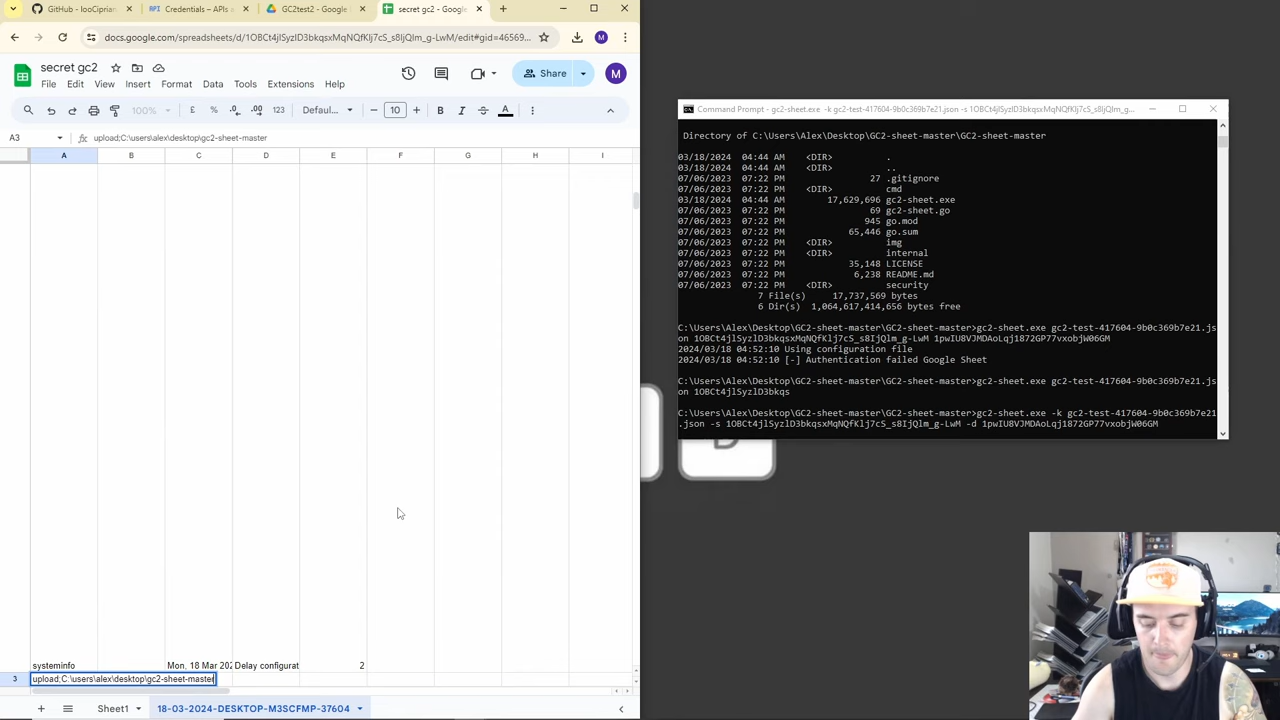 GitHub - looCiprian
Credentials – APIs
GC2test2 - Google
secret gc2 - Google
docs.google.com/spreadsheets/d/1OBCt4jlSyzlD3bkqsxMqNQfKlj7cS_s8IjQlm_g-LwM/edit#gid=46569
M
secret gc2
File Edit View Insert Format Data Tools Extensions Help
Share
M
100% $ % .0 .00 123 Defaul... 10 B I A
A3 fx upload;C:\users\alex\desktop\gc2-sheet-master
A B C D E F G H I
systeminfo Mon, 18 Mar 202 Delay configurat 2
3 upload;C:\users\alex\desktop\gc2-sheet-master
Sheet1 18-03-2024-DESKTOP-M3SCFMP-37604
Command Prompt - gc2-sheet.exe -k gc2-test-417604-9b0c369b7e21.json -s 1OBCt4jlSyzlD3bkqsxMqNQfKlj7cS_s8IjQlm_g...
Directory of C:\Users\Alex\Desktop\GC2-sheet-master\GC2-sheet-master
03/18/2024 04:44 AM <DIR> .
03/18/2024 04:44 AM <DIR> ..
07/06/2023 07:22 PM 27 .gitignore
07/06/2023 07:22 PM <DIR> cmd
03/18/2024 04:44 AM 17,629,696 gc2-sheet.exe
07/06/2023 07:22 PM 69 gc2-sheet.go
07/06/2023 07:22 PM 945 go.mod
07/06/2023 07:22 PM 65,446 go.sum
07/06/2023 07:22 PM <DIR> img
07/06/2023 07:22 PM <DIR> internal
07/06/2023 07:22 PM 35,148 LICENSE
07/06/2023 07:22 PM 6,238 README.md
07/06/2023 07:22 PM <DIR> security
7 File(s) 17,737,569 bytes
6 Dir(s) 1,064,617,414,656 bytes free
C:\Users\Alex\Desktop\GC2-sheet-master\GC2-sheet-master>gc2-sheet.exe gc2-test-417604-9b0c369b7e21.js
on 1OBCt4jlSyzlD3bkqsxMqNQfKlj7cS_s8IjQlm_g-LwM 1pwIU8VJMDAoLqj1872GP77vxobjW06GM
2024/03/18 04:52:10 Using configuration file
2024/03/18 04:52:10 [-] Authentication failed Google Sheet
C:\Users\Alex\Desktop\GC2-sheet-master\GC2-sheet-master>gc2-sheet.exe gc2-test-417604-9b0c369b7e21.js
on 1OBCt4jlSyzlD3bkqs
C:\Users\Alex\Desktop\GC2-sheet-master\GC2-sheet-master>gc2-sheet.exe -k gc2-test-417604-9b0c369b7e21
.json -s 1OBCt4jlSyzlD3bkqsxMqNQfKlj7cS_s8IjQlm_g-LwM -d 1pwIU8VJMDAoLqj1872GP77vxobjW06GM